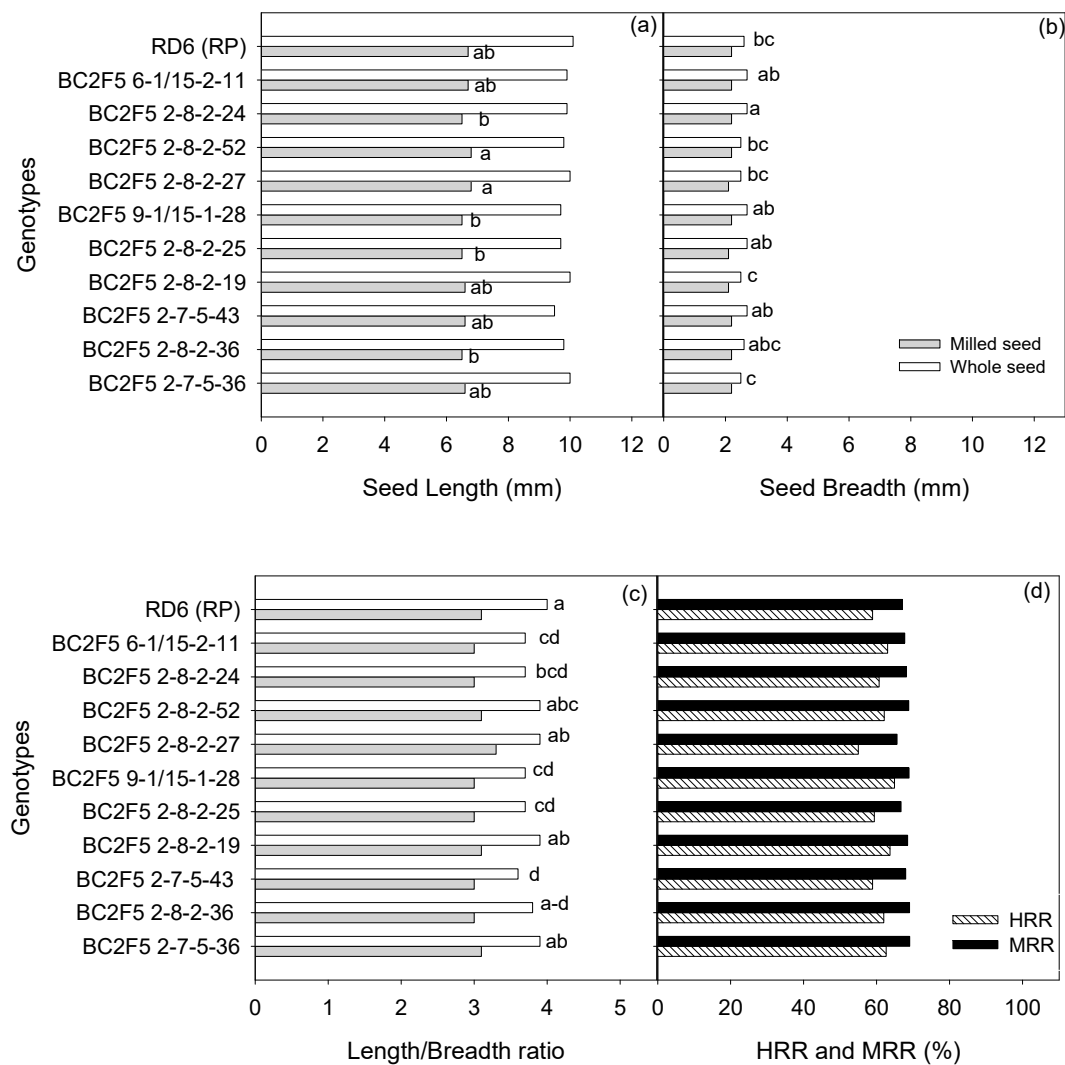 (a)
(b)
Genotypes
RD6 (RP)
BC2F5 6-1/15-2-11
BC2F5 2-8-2-24
BC2F5 2-8-2-52
BC2F5 2-8-2-27
BC2F5 9-1/15-1-28
BC2F5 2-8-2-25
BC2F5 2-8-2-19
BC2F5 2-7-5-43
BC2F5 2-8-2-36
BC2F5 2-7-5-36
ab
ab
b
a
a
b
b
ab
ab
b
ab
bc
ab
a
bc
bc
ab
ab
c
ab
abc
c
Milled seed
Whole seed
0 2 4 6 8 10 12
0 2 4 6 8 10 12
Seed Length (mm)
Seed Breadth (mm)
(c)
(d)
Genotypes
RD6 (RP)
BC2F5 6-1/15-2-11
BC2F5 2-8-2-24
BC2F5 2-8-2-52
BC2F5 2-8-2-27
BC2F5 9-1/15-1-28
BC2F5 2-8-2-25
BC2F5 2-8-2-19
BC2F5 2-7-5-43
BC2F5 2-8-2-36
BC2F5 2-7-5-36
a
cd
bcd
abc
ab
cd
cd
ab
d
a-d
ab
HRR
MRR
0 1 2 3 4 5
0 20 40 60 80 100
Length/Breadth ratio
HRR and MRR (%)